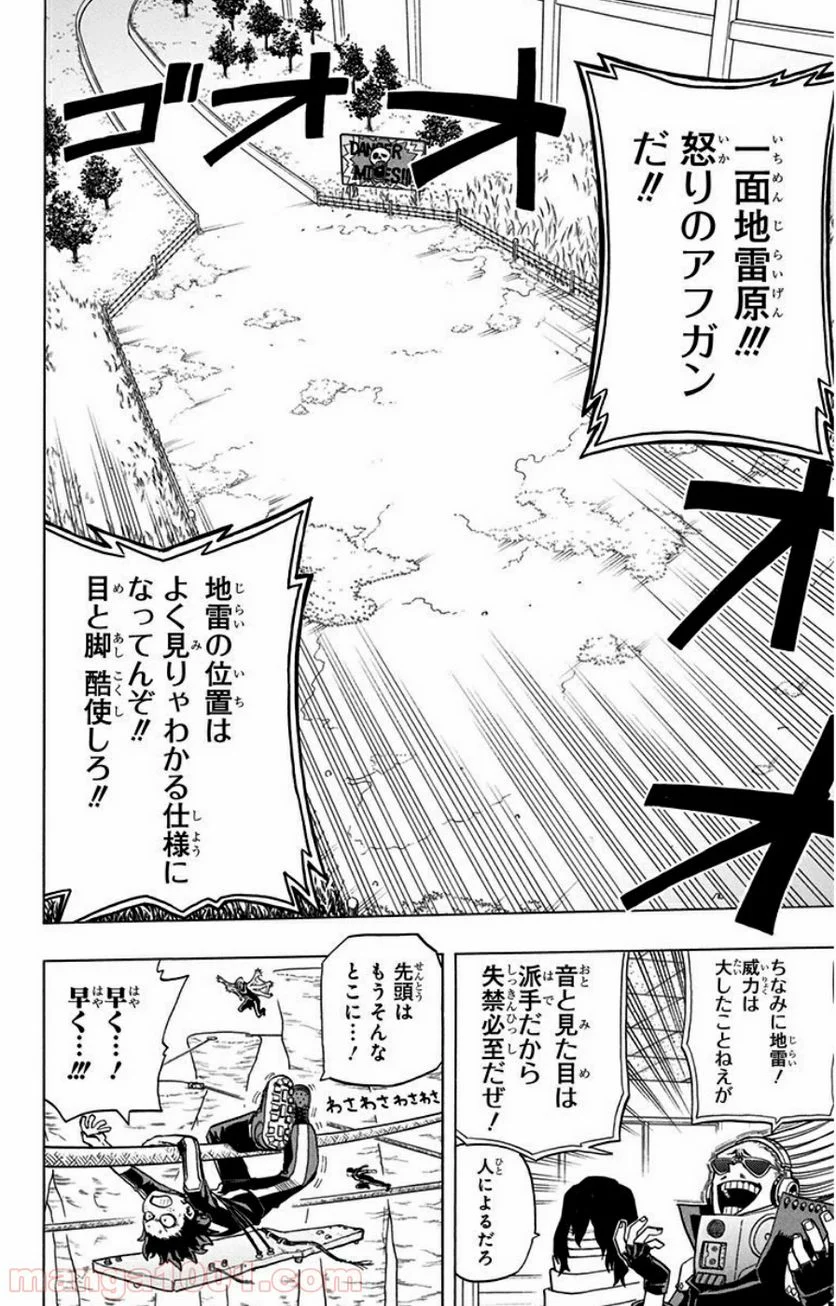 一面地雷原!!!
怒りのアフガン
だ!!
ゴオオオオオ
DANGER
MINES!!
地雷の位置は
よく見りゃわかる仕様に
なってんぞ!!
目と脚 酷使しろ!!
ちなみに地雷!
威力は
大したことねえが
音と見た目は
派手だから
失禁必至だぜ!
人によるだろ
先頭は
もうそんな
とこに…!
わさわさわさわさ
早く…!
早く…!!!
manga1001.com